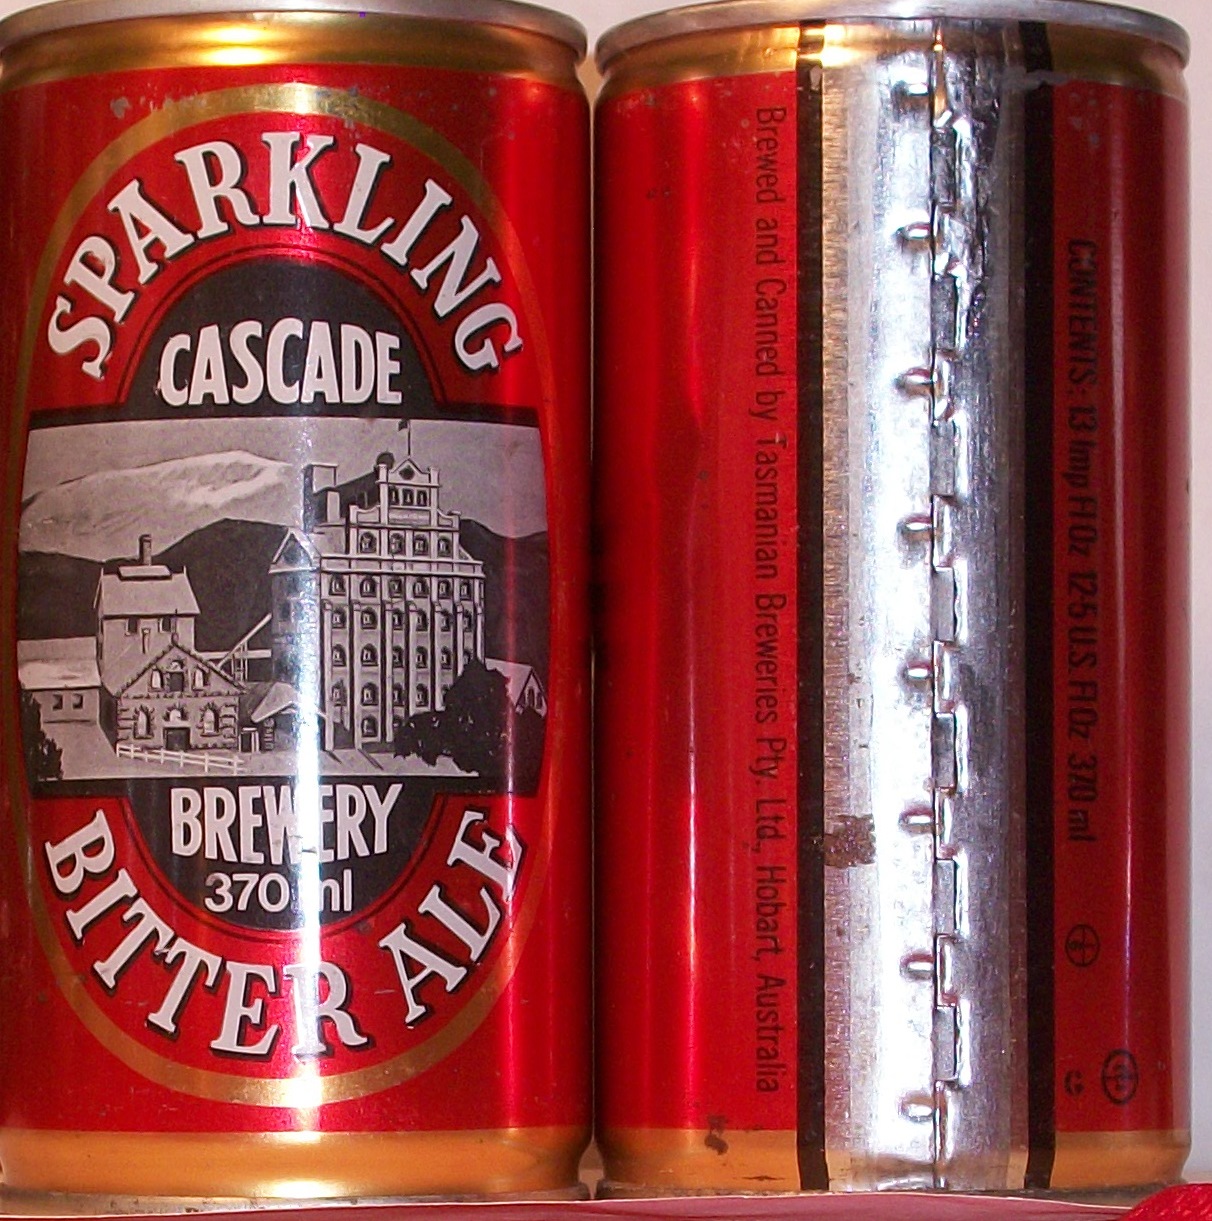 SPARKLING
CASCADE
BREWERY
370 ml
BITTER ALE
Brewed and Canned by Tasmanian Breweries Pty. Ltd., Hobart, Australia
CONTENTS: 13 Imp Fl Oz 12.5 U.S. Fl Oz 370 ml